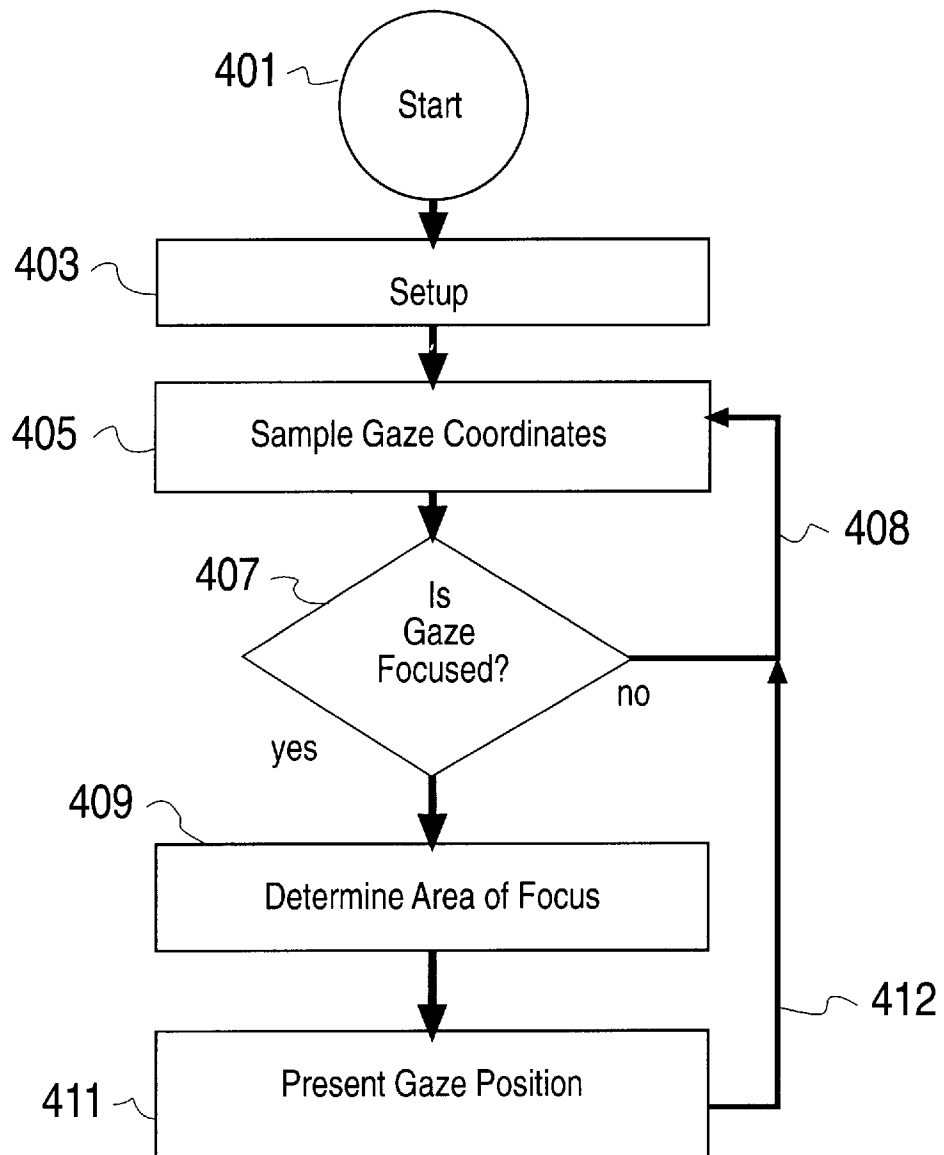 401
Start
403
Setup
405
Sample Gaze Coordinates
408
407
Is
Gaze
Focused?
no
yes
409
Determine Area of Focus
412
411
Present Gaze Position